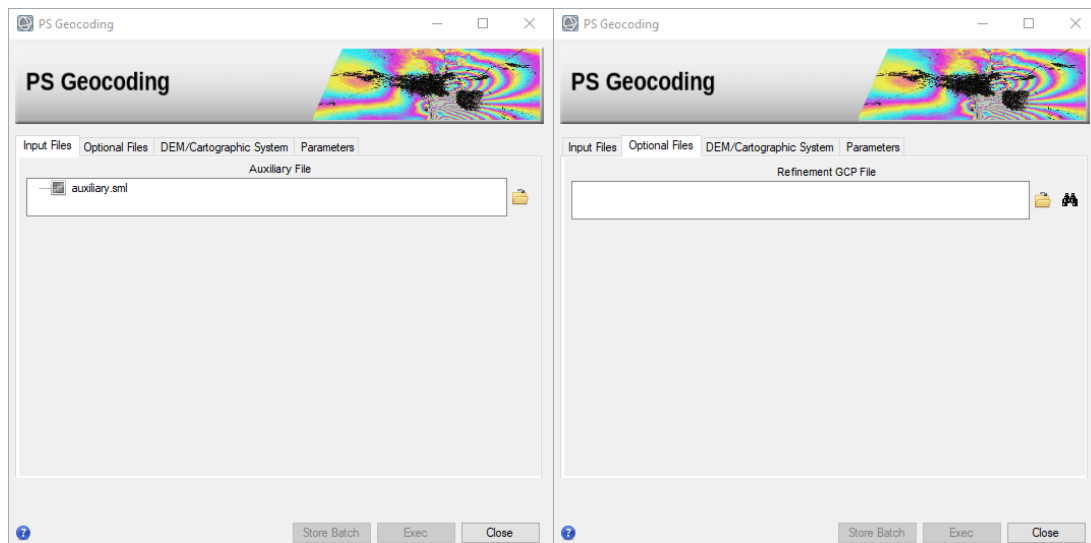 PS Geocoding
PS Geocoding
Input Files Optional Files DEM/Cartographic System Parameters
Auxiliary File
auxiliary.sml
Store Batch Exec Close
PS Geocoding
PS Geocoding
Input Files Optional Files DEM/Cartographic System Parameters
Refinement GCP File
Store Batch Exec Close